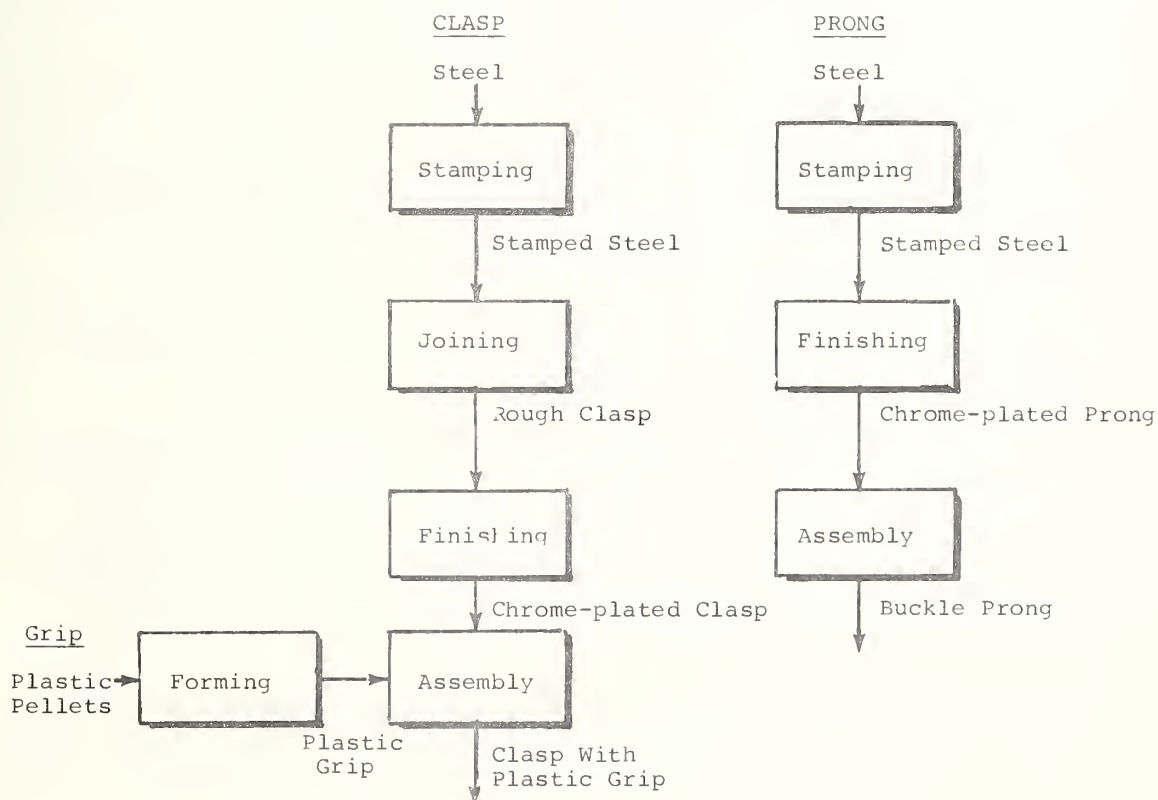 CLASP
Steel
Stamping
Stamped Steel
Joining
Rough Clasp
Finishing
Chrome-plated Clasp
Grip
Plastic
Pellets
Forming
Plastic
Grip
Assembly
Clasp With
Plastic Grip
PRONG
Steel
Stamping
Stamped Steel
Finishing
Chrome-plated Prong
Assembly
Buckle Prong